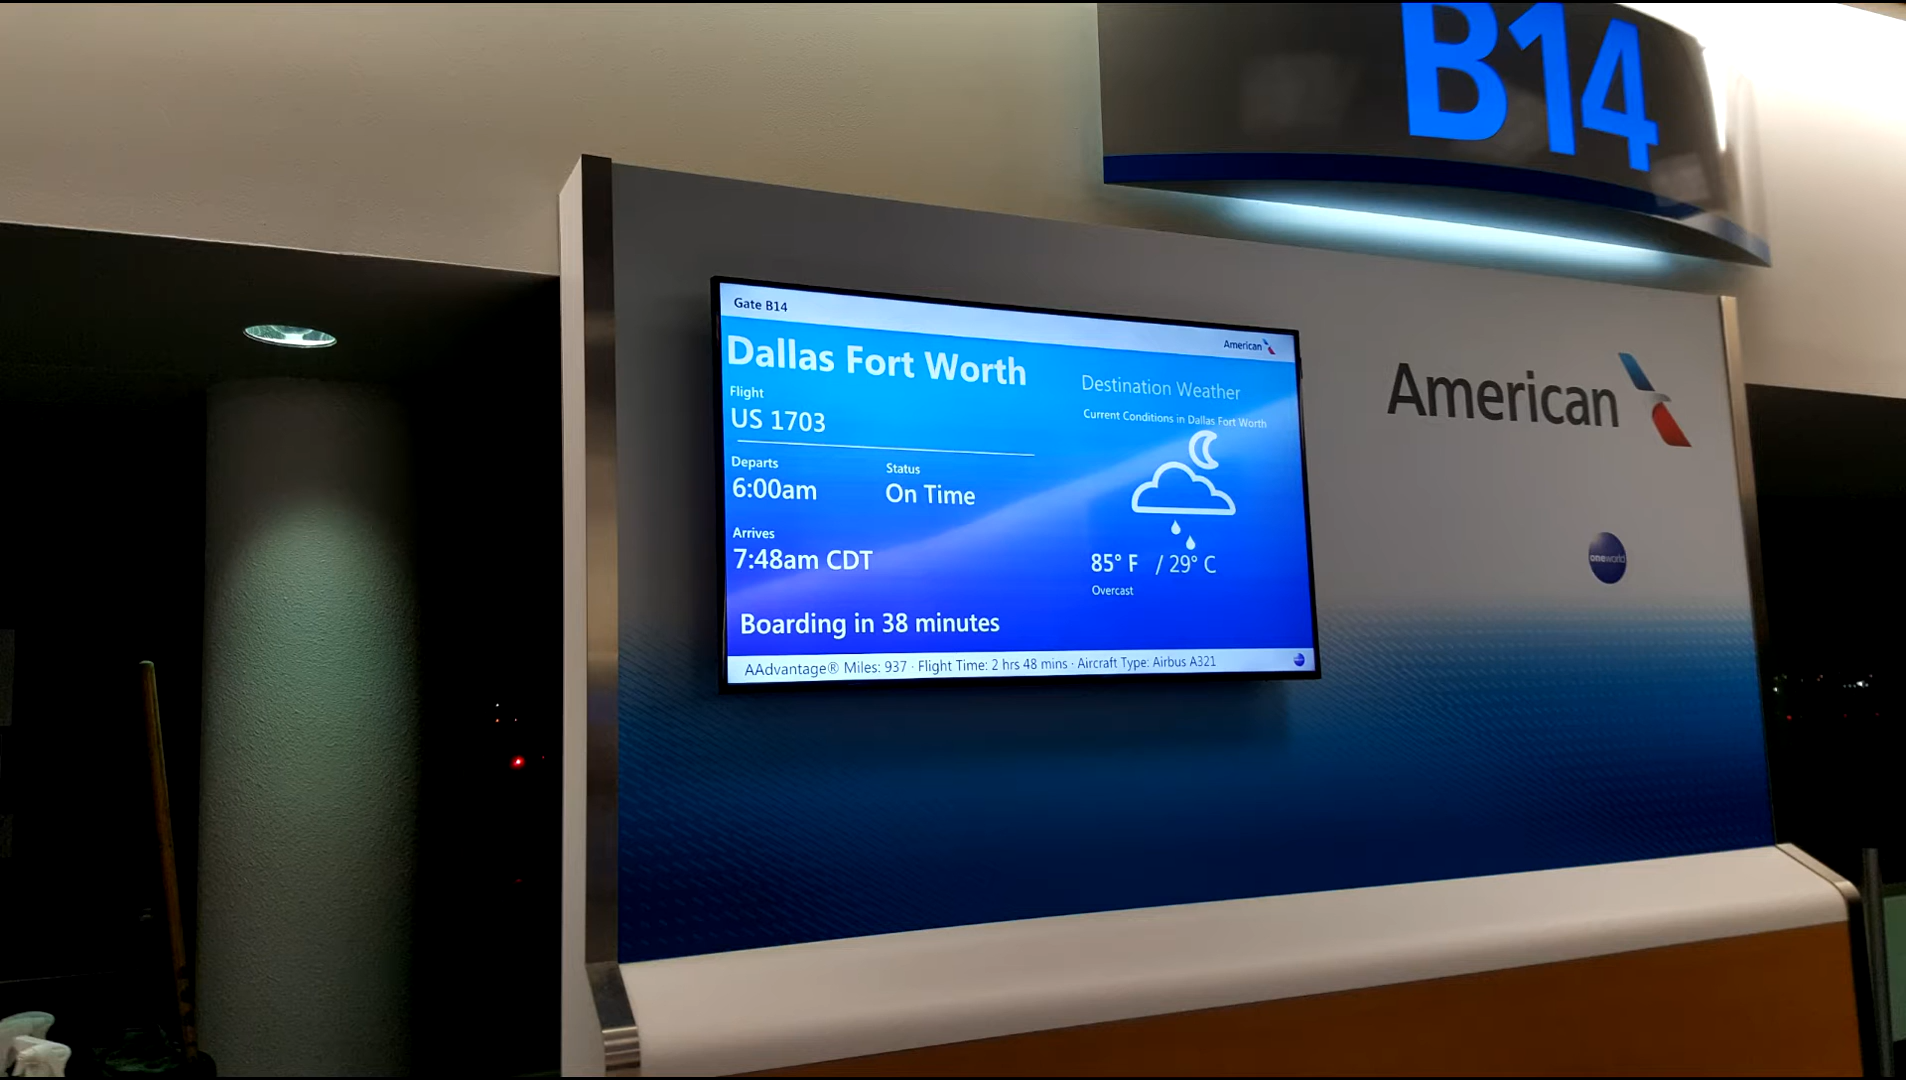 B14
Gate B14
American
Dallas Fort Worth
Flight
US 1703
Departs
6:00am
Status
On Time
Arrives
7:48am CDT
Boarding in 38 minutes
Destination Weather
Current Conditions in Dallas Fort Worth
85° F / 29° C
Overcast
AAdvantage® Miles: 937 · Flight Time: 2 hrs 48 mins · Aircraft Type: Airbus A321
American
oneworld